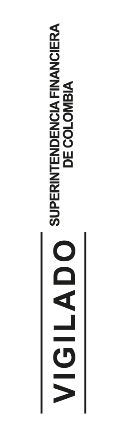 VIGILADO
SUPERINTENDENCIA FINANCIERA
DE COLOMBIA